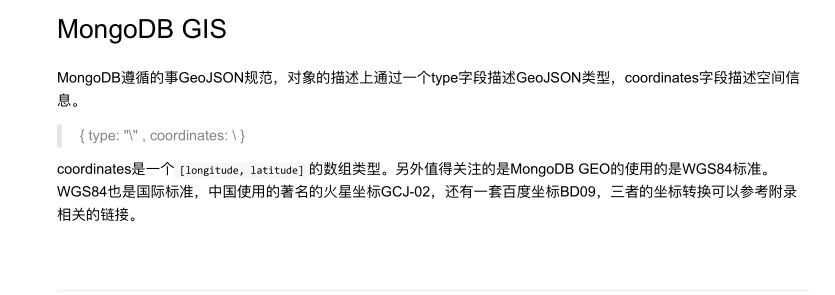 MongoDB GIS
MongoDB遵循的事GeoJSON规范，对象的描述上通过一个type字段描述GeoJSON类型，coordinates字段描述空间信
息。
{ type: "\" , coordinates: \ }
coordinates是一个 [longitude, latitude] 的数组类型。另外值得关注的是MongoDB GEO的使用的是WGS84标准。
WGS84也是国际标准，中国使用的著名的火星坐标GCJ-02，还有一套百度坐标BD09，三者的坐标转换可以参考附录
相关的链接。